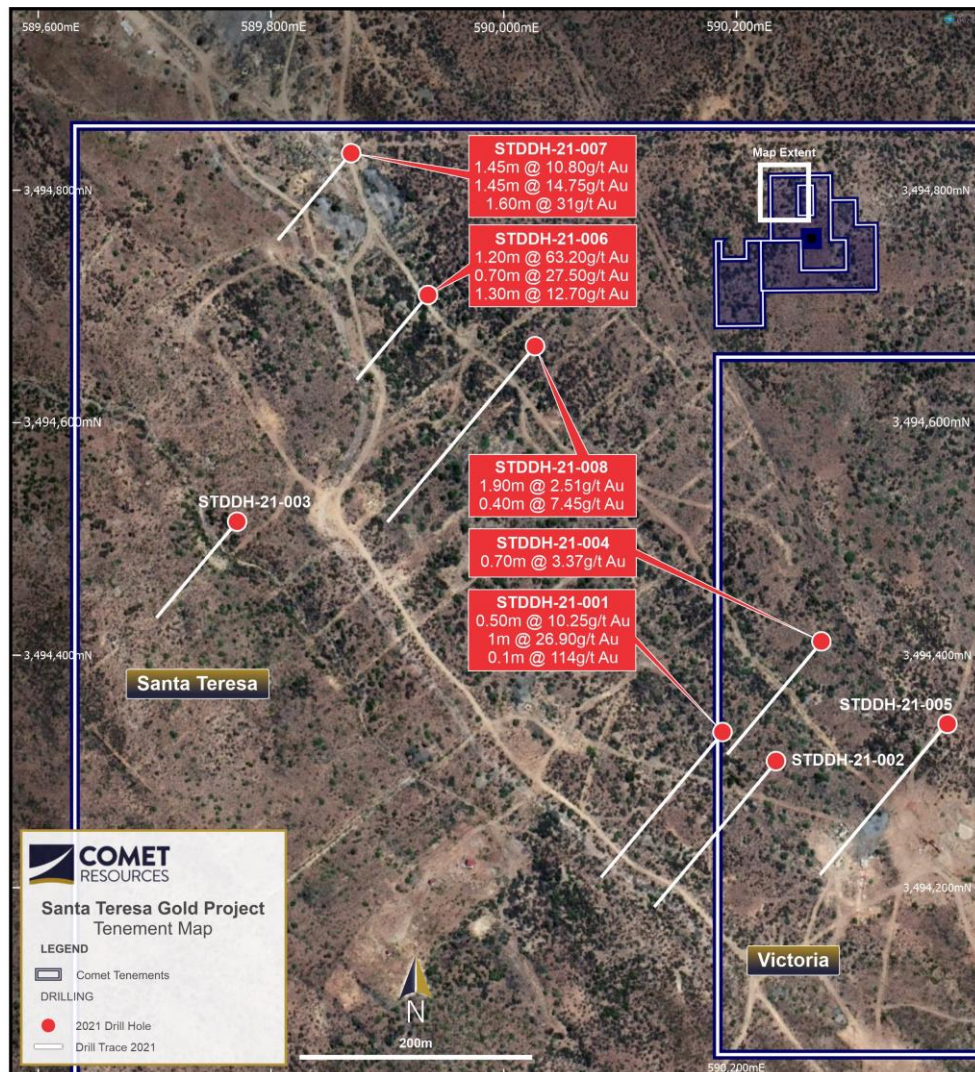 589,600mE
589,800mE
590,000mE
590,200mE
STDDH-21-007
1.45m @ 10.80g/t Au
1.45m @ 14.75g/t Au
1.60m @ 31g/t Au
Map Extent
3,494,800mN
3,494,800mN
STDDH-21-006
1.20m @ 63.20g/t Au
0.70m @ 27.50g/t Au
1.30m @ 12.70g/t Au
3,494,600mN
3,494,600mN
STDDH-21-008
1.90m @ 2.51g/t Au
0.40m @ 7.45g/t Au
STDDH-21-003
STDDH-21-004
0.70m @ 3.37g/t Au
STDDH-21-001
0.50m @ 10.25g/t Au
1m @ 26.90g/t Au
0.1m @ 114g/t Au
3,494,400mN
3,494,400mN
Santa Teresa
STDDH-21-005
STDDH-21-002
COMET
RESOURCES
Santa Teresa Gold Project
Tenement Map
LEGEND
Comet Tenements
DRILLING
2021 Drill Hole
Drill Trace 2021
3,494,200mN
Victoria
N
200m
590,200mE